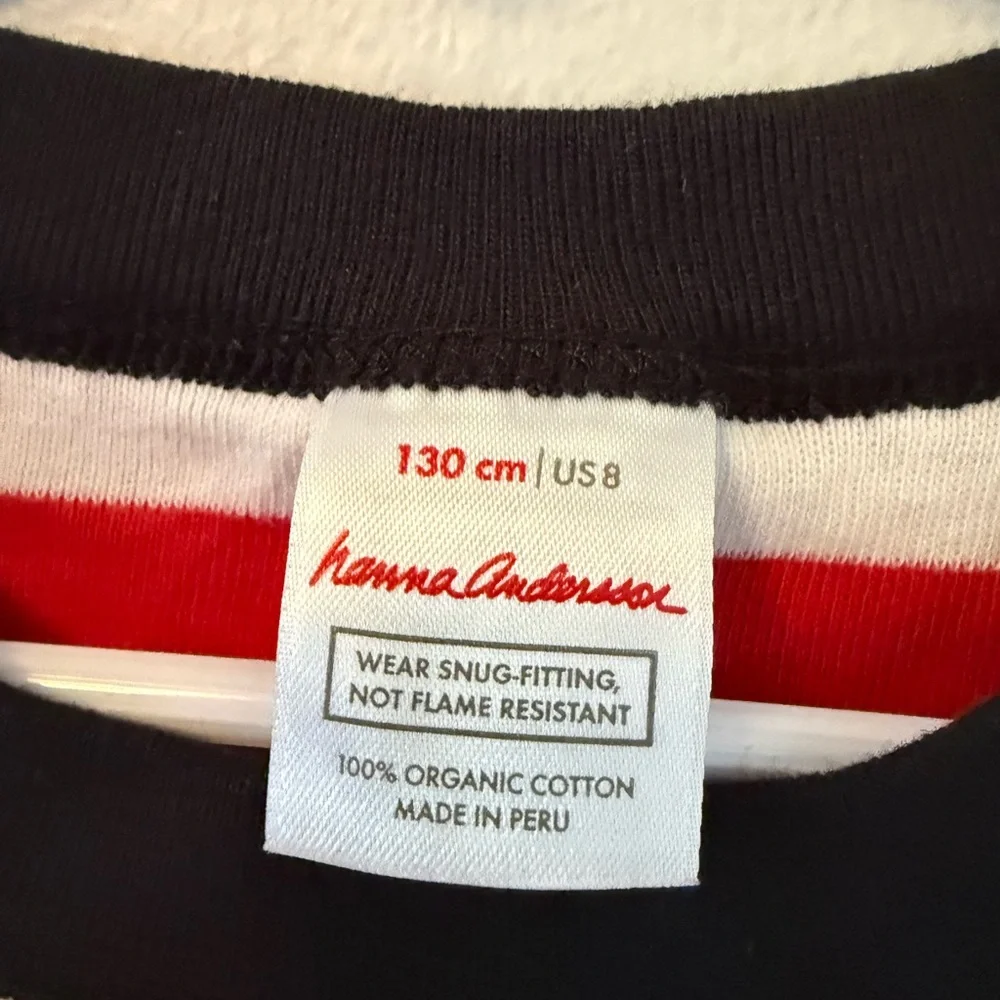 130 cm | US 8
hanna Andersson
WEAR SNUG-FITTING,
NOT FLAME RESISTANT
100% ORGANIC COTTON
MADE IN PERU